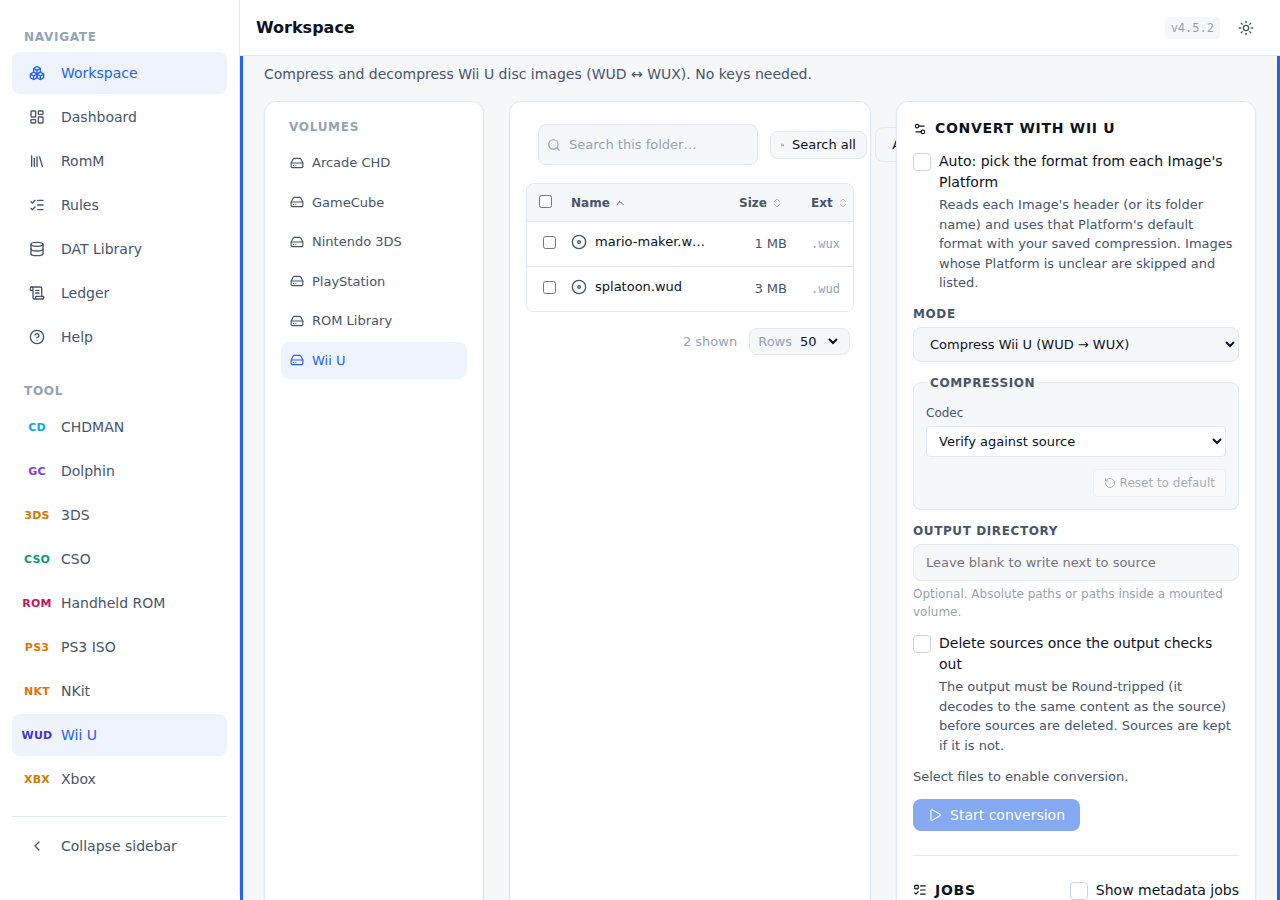 NAVIGATE
Workspace
Dashboard
RomM
Rules
DAT Library
Ledger
Help
TOOL
CD CHDMAN
GC Dolphin
3DS 3DS
CSO CSO
ROM Handheld ROM
PS3 PS3 ISO
NKT NKit
WUD Wii U
XBX Xbox
Collapse sidebar
Workspace
v4.5.2
Compress and decompress Wii U disc images (WUD ↔ WUX). No keys needed.
VOLUMES
Arcade CHD
GameCube
Nintendo 3DS
PlayStation
ROM Library
Wii U
Search this folder…
Search all
Name Size Ext
mario-maker.w… 1 MB .wux
splatoon.wud 3 MB .wud
2 shown Rows 50
CONVERT WITH WII U
Auto: pick the format from each Image's
Platform
Reads each Image's header (or its folder
name) and uses that Platform's default
format with your saved compression. Images
whose Platform is unclear are skipped and
listed.
MODE
Compress Wii U (WUD → WUX)
COMPRESSION
Codec
Verify against source
Reset to default
OUTPUT DIRECTORY
Leave blank to write next to source
Optional. Absolute paths or paths inside a mounted
volume.
Delete sources once the output checks
out
The output must be Round-tripped (it
decodes to the same content as the source)
before sources are deleted. Sources are kept
if it is not.
Select files to enable conversion.
Start conversion
JOBS
Show metadata jobs